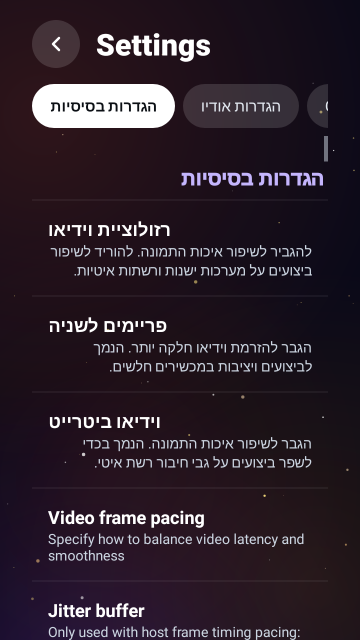 Settings
הגדרות בסיסיות
הגדרות אודיו
הגדרות בסיסיות
רזולוציית וידיאו
להגביר לשיפור איכות התמונה. להוריד לשיפור
ביצועים על מערכות ישנות ורשתות איטיות.
פריימים לשניה
הגבר להזרמת וידיאו חלקה יותר. הנמך
לביצועים ויציבות במכשירים חלשים.
וידיאו ביטרייט
הגבר לשיפור איכות התמונה. הנמך בכדי
לשפר ביצועים על גבי חיבור רשת איטי.
Video frame pacing
Specify how to balance video latency and
smoothness
Jitter buffer
Only used with host frame timing pacing: